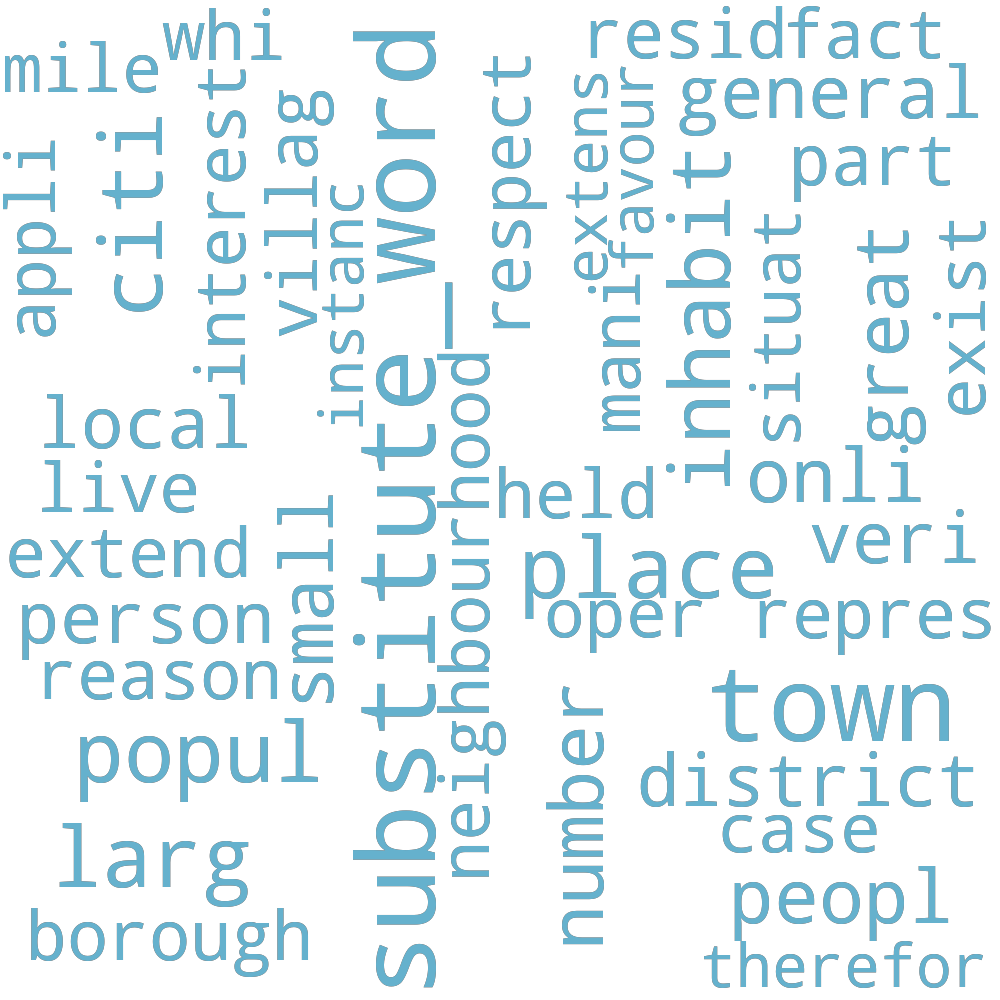 whi
residfact
mile
general
substitute_word
citi
interest
villag
respect
extens
favour
part
appli
instanc
inhabit
situat
great
exist
manif
local
live
neighbourhood
held
onli
extend
small
place
veri
person
oper
repres
reason
popul
number
town
district
case
larg
peopl
borough
therefor